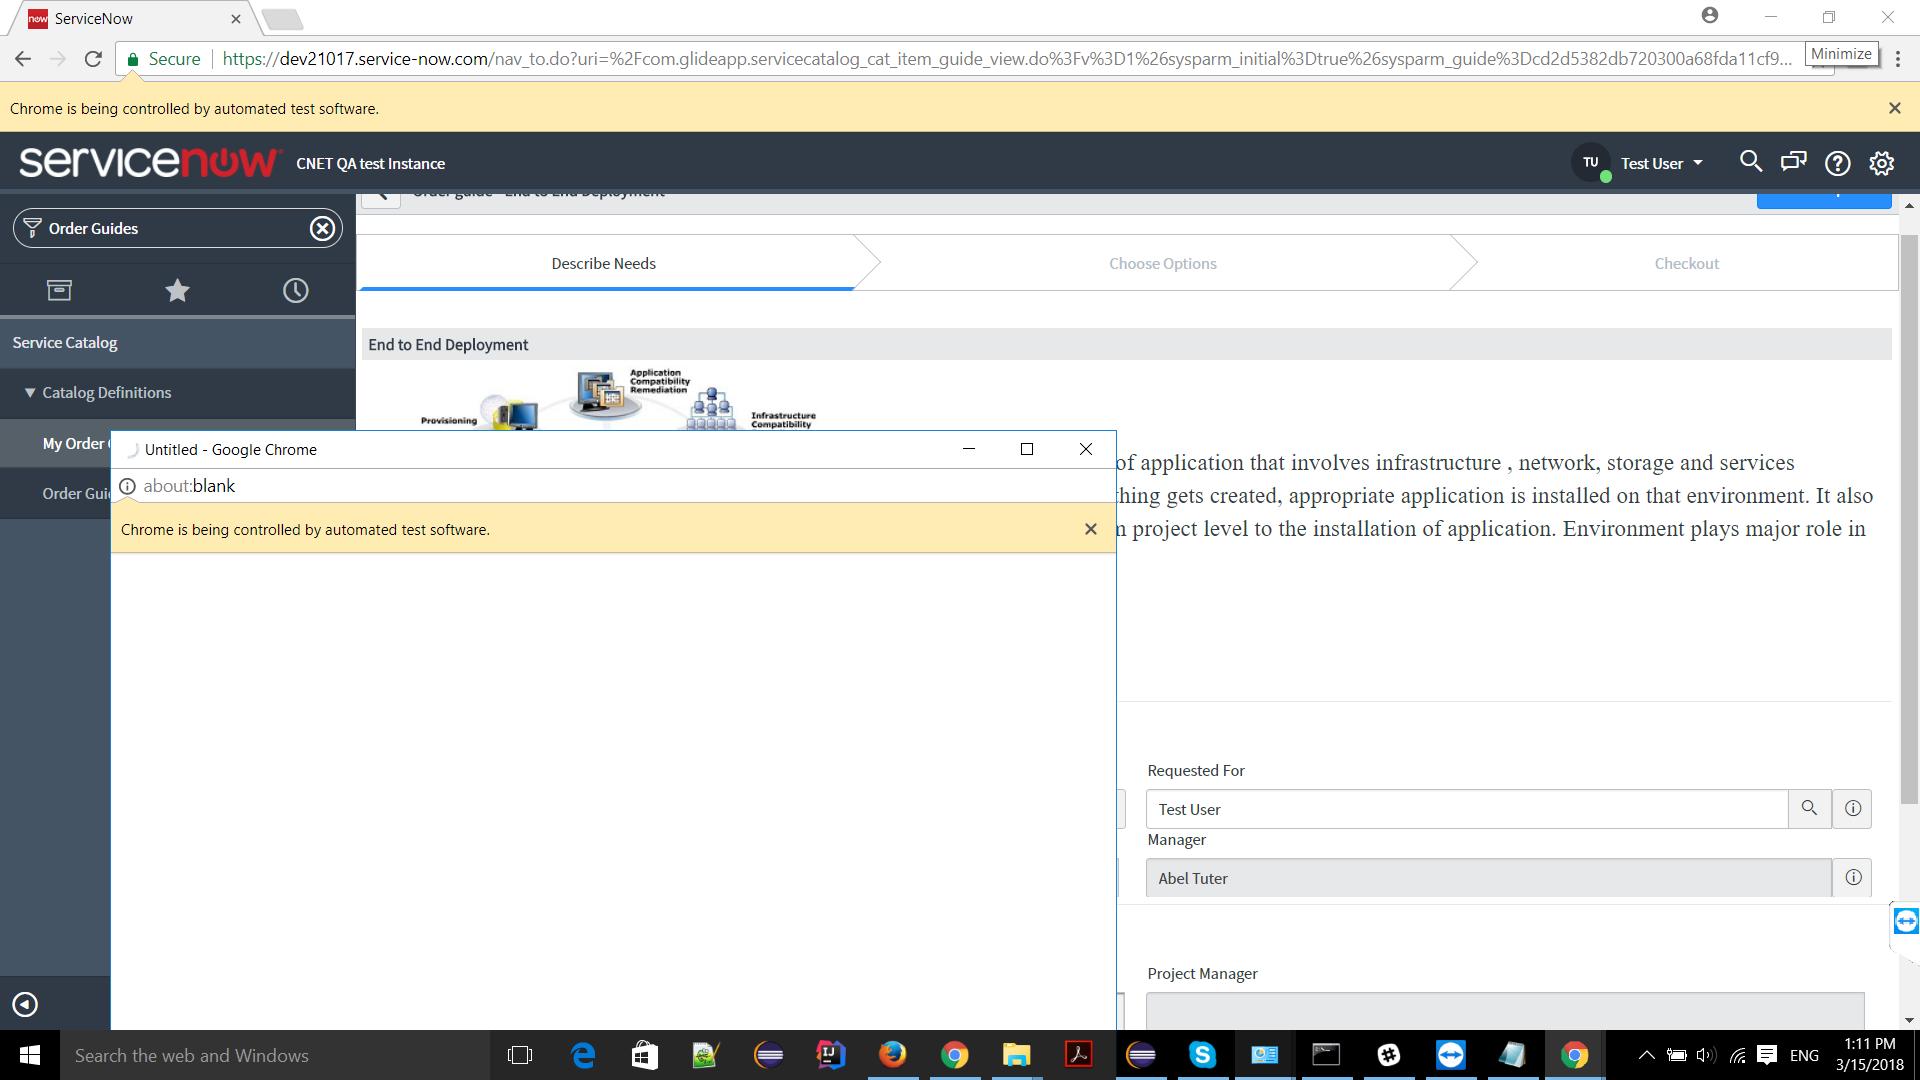 now ServiceNow
Secure https://dev21017.service-now.com/nav_to.do?uri=%2Fcom.glideapp.servicecatalog_cat_item_guide_view.do%3Fv%3D1%26sysparm_initial%3Dtrue%26sysparm_guide%3Dcd2d5382db720300a68fda11cf9...
Minimize
Chrome is being controlled by automated test software.
servicenow CNET QA test Instance
TU Test User
Order Guides
Order guide - End to End Deployment
Describe Needs
Choose Options
Checkout
Service Catalog
Catalog Definitions
My Order
End to End Deployment
Application
Compatibility
Remediation
Provisioning
Infrastructure
Compatibility
of application that involves infrastructure , network, storage and services
thing gets created, appropriate application is installed on that environment. It also
project level to the installation of application. Environment plays major role in
Untitled - Google Chrome
about:blank
Chrome is being controlled by automated test software.
Requested For
Test User
Manager
Abel Tuter
Project Manager
Search the web and Windows
ENG
1:11 PM
3/15/2018